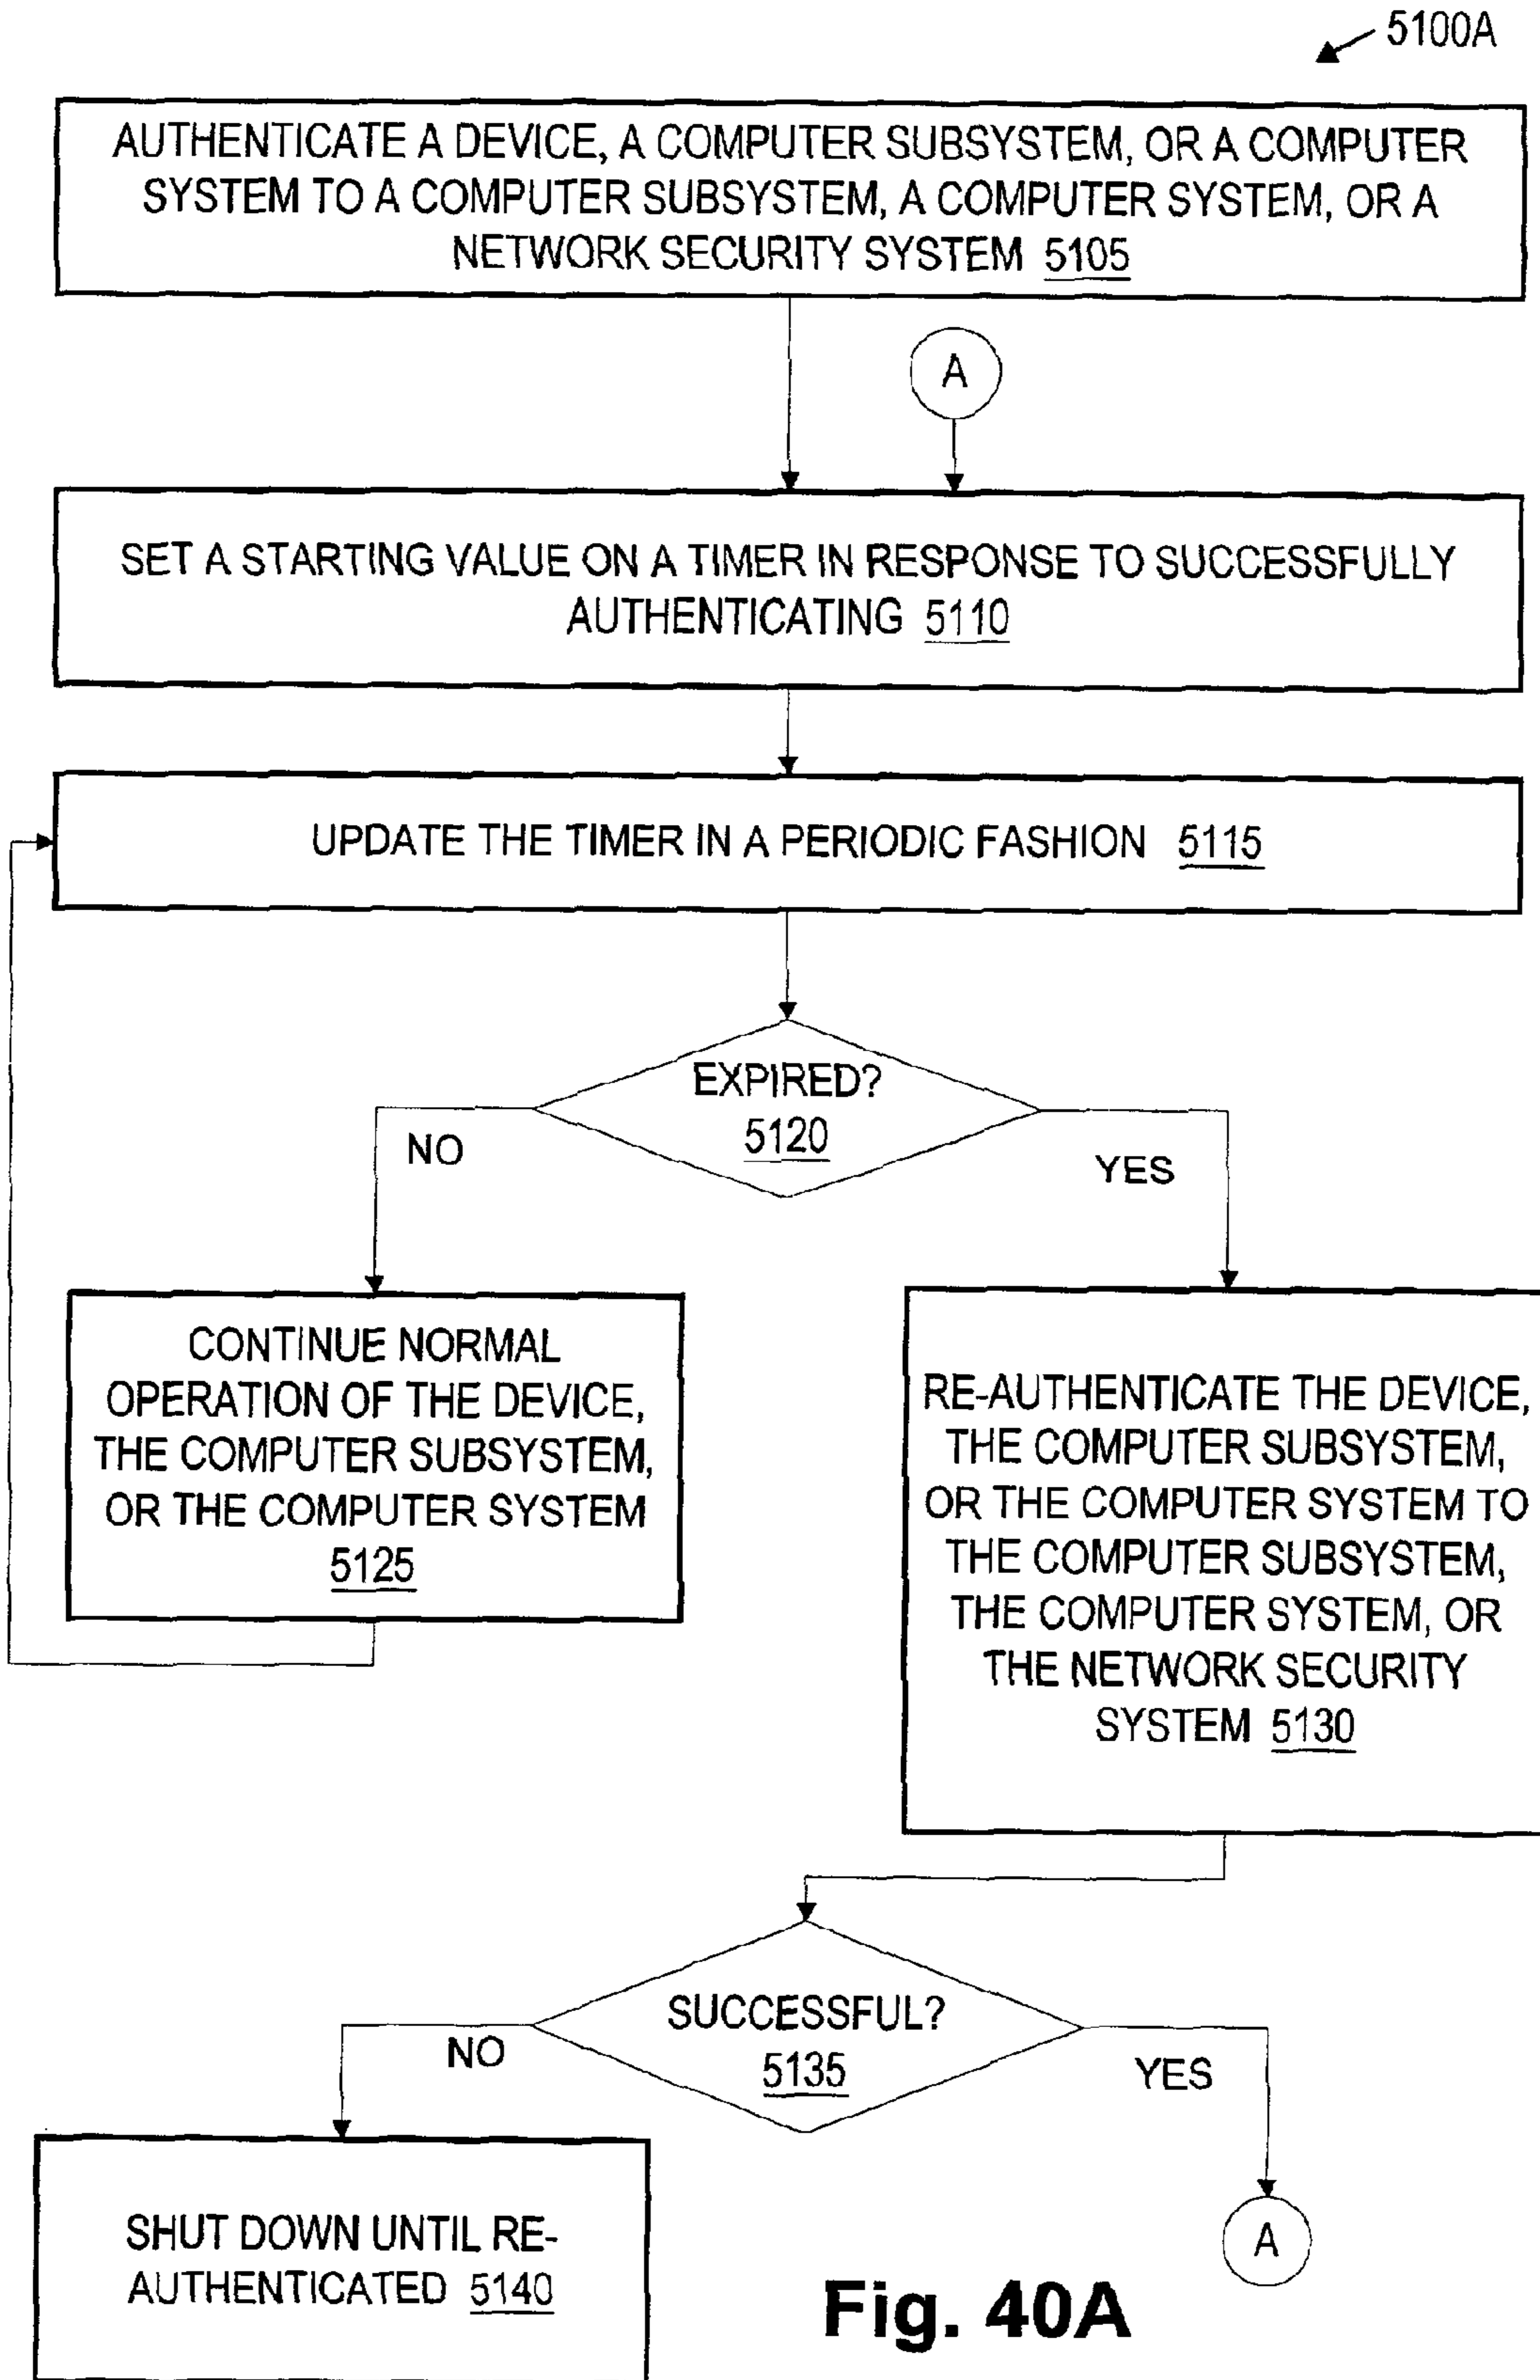 5100A
AUTHENTICATE A DEVICE, A COMPUTER SUBSYSTEM, OR A COMPUTER
SYSTEM TO A COMPUTER SUBSYSTEM, A COMPUTER SYSTEM, OR A
NETWORK SECURITY SYSTEM 5105
A
SET A STARTING VALUE ON A TIMER IN RESPONSE TO SUCCESSFULLY
AUTHENTICATING 5110
UPDATE THE TIMER IN A PERIODIC FASHION 5115
EXPIRED?
5120
NO
YES
CONTINUE NORMAL
OPERATION OF THE DEVICE,
THE COMPUTER SUBSYSTEM,
OR THE COMPUTER SYSTEM
5125
RE-AUTHENTICATE THE DEVICE,
THE COMPUTER SUBSYSTEM,
OR THE COMPUTER SYSTEM TO
THE COMPUTER SUBSYSTEM,
THE COMPUTER SYSTEM, OR
THE NETWORK SECURITY
SYSTEM 5130
SUCCESSFUL?
5135
NO
YES
SHUT DOWN UNTIL RE-
AUTHENTICATED 5140
A
Fig. 40A